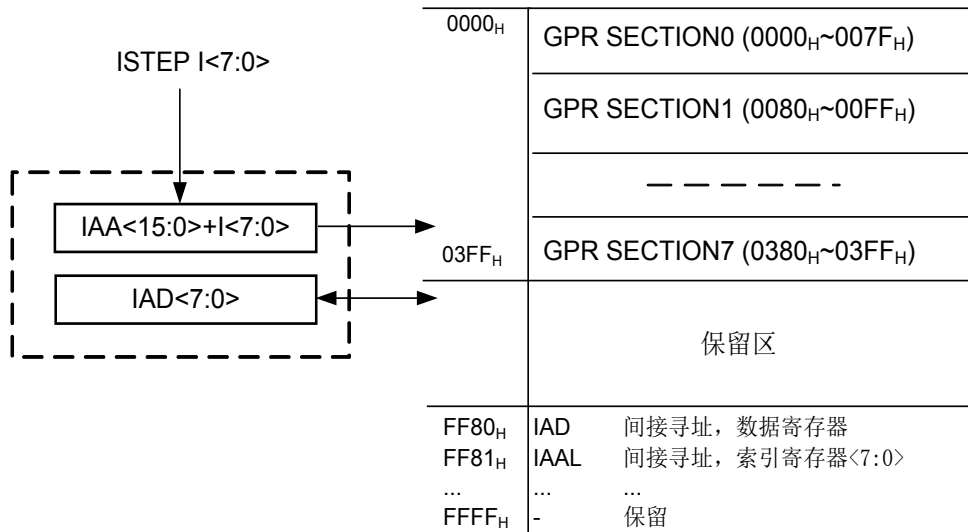 ISTEP I<7:0>
IAA<15:0>+I<7:0>
IAD<7:0>
0000H
GPR SECTION0 (0000H~007FH)
GPR SECTION1 (0080H~00FFH)
03FFH
GPR SECTION7 (0380H~03FFH)
保留区
FF80H IAD 间接寻址，数据寄存器
FF81H IAAL 间接寻址，索引寄存器<7:0>
... ... ...
FFFFH - 保留